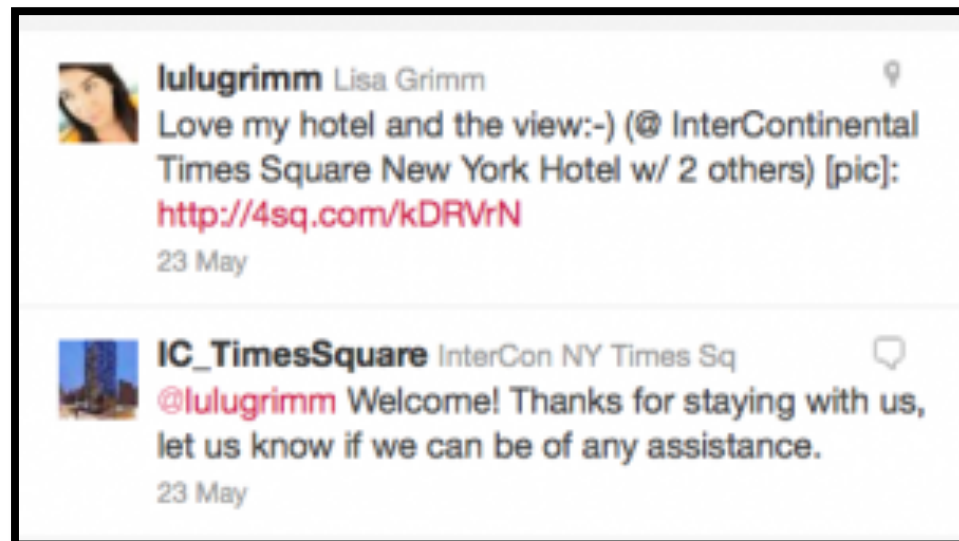 lulugrimm Lisa Grimm
Love my hotel and the view:-) (@ InterContinental
Times Square New York Hotel w/ 2 others) [pic]:
http://4sq.com/kDRVrN
23 May
IC_TimesSquare InterCon NY Times Sq
@lulugrimm Welcome! Thanks for staying with us,
let us know if we can be of any assistance.
23 May